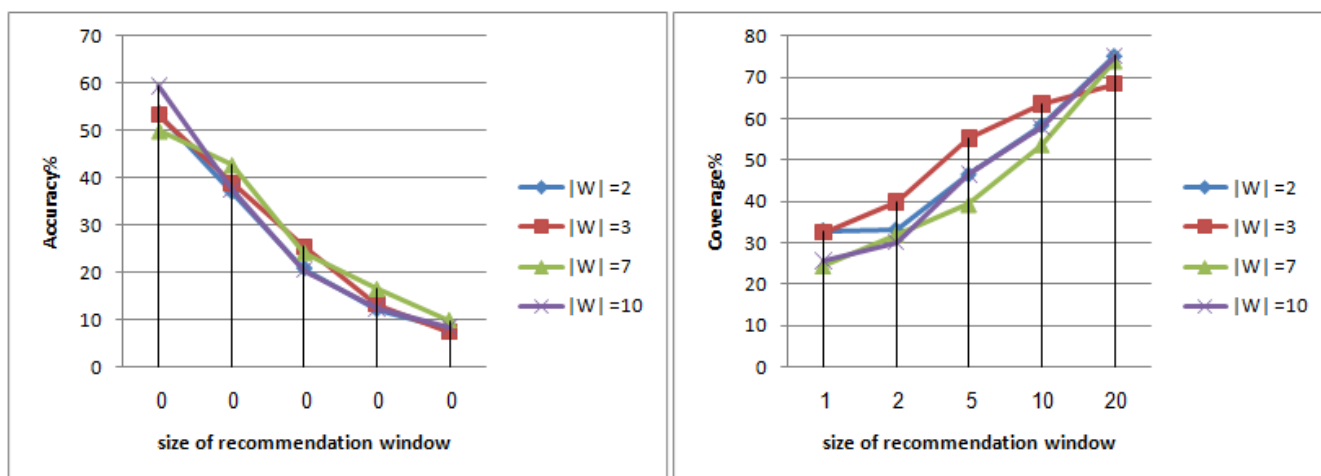 70
60
50
40
30
20
10
0
Accuracy%
0 0 0 0 0
size of recommendation window
|W| =2
|W| =3
|W| =7
|W| =10
80
70
60
50
40
30
20
10
0
Coverage%
1 2 5 10 20
size of recommendation window
|W| =2
|W| =3
|W| =7
|W| =10